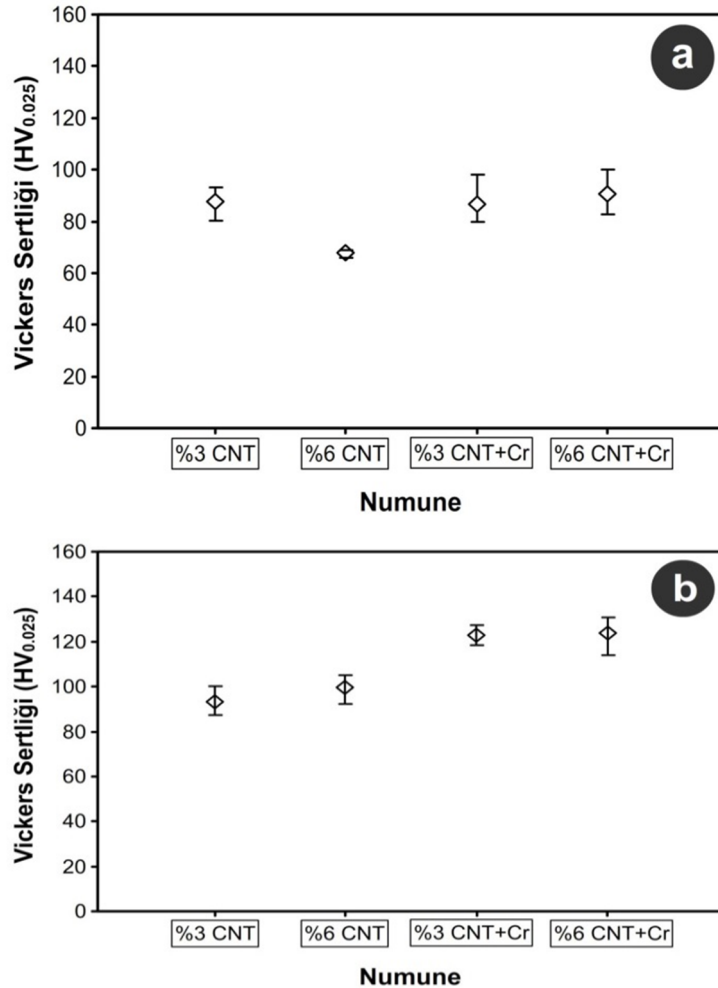 a
Vickers Sertliği (HV0.025)
160
140
120
100
80
60
40
20
0
%3 CNT %6 CNT %3 CNT+Cr %6 CNT+Cr
Numune
b
Vickers Sertliği (HV0.025)
160
140
120
100
80
60
40
20
0
%3 CNT %6 CNT %3 CNT+Cr %6 CNT+Cr
Numune